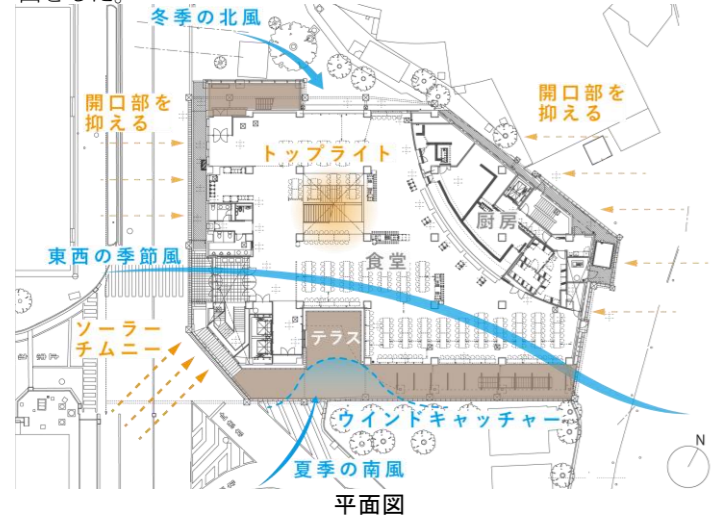 冬季の北風
開口部を
抑える
開口部を
抑える
トップライト
厨房
東西の季節風
食堂
ソーラー
チムニー
テラス
ウインドキャッチャー
夏季の南風
N
平面図